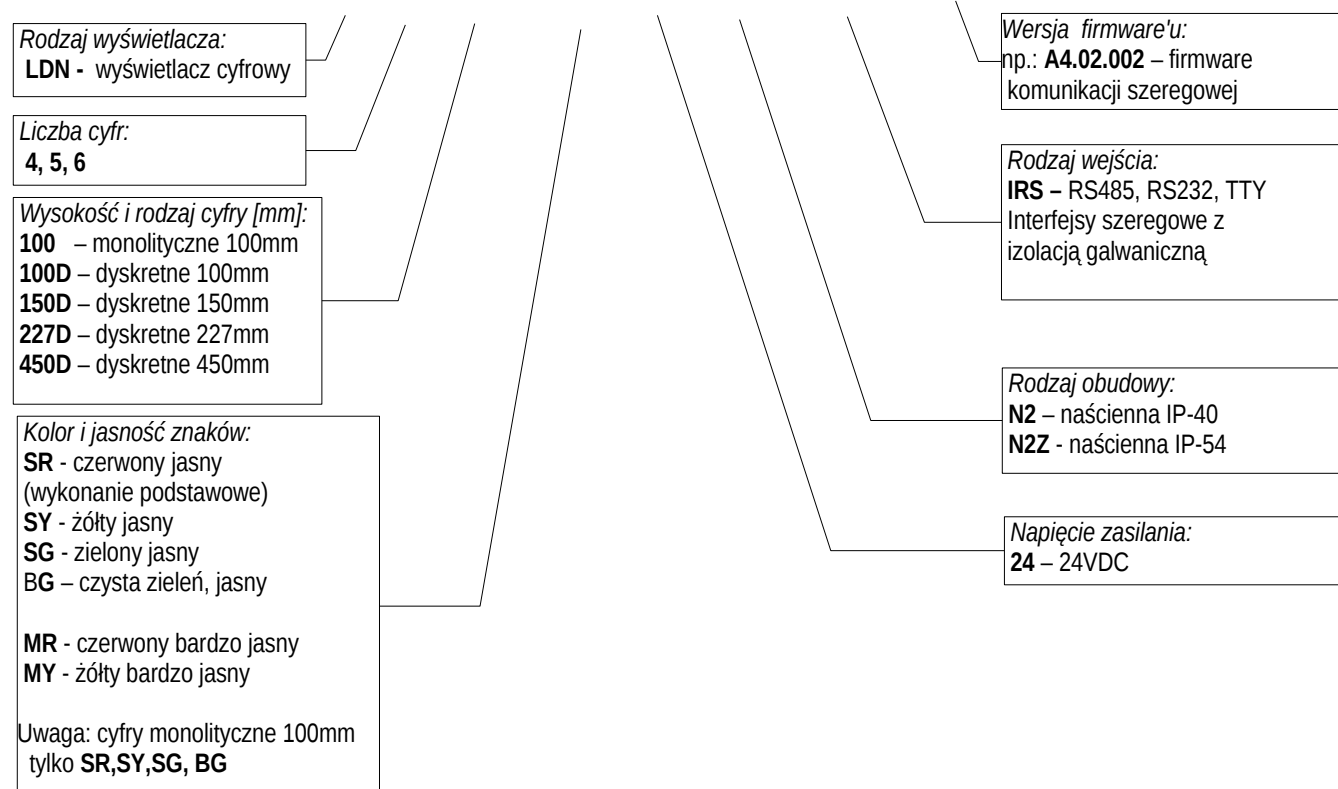 Rodzaj wyświetlacza:
LDN - wyświetlacz cyfrowy
Liczba cyfr:
4, 5, 6
Wysokość i rodzaj cyfry [mm]:
100 – monolityczne 100mm
100D – dyskretne 100mm
150D – dyskretne 150mm
227D – dyskretne 227mm
450D – dyskretne 450mm
Kolor i jasność znaków:
SR - czerwony jasny
(wykonanie podstawowe)
SY - żółty jasny
SG - zielony jasny
BG – czysta zieleń, jasny
MR - czerwony bardzo jasny
MY - żółty bardzo jasny
Uwaga: cyfry monolityczne 100mm
tylko SR,SY,SG, BG
Wersja firmware'u:
np.: A4.02.002 – firmware
komunikacji szeregowej
Rodzaj wejścia:
IRS – RS485, RS232, TTY
Interfejsy szeregowe z
izolacją galwaniczną
Rodzaj obudowy:
N2 – naścienna IP-40
N2Z - naścienna IP-54
Napięcie zasilania:
24 – 24VDC